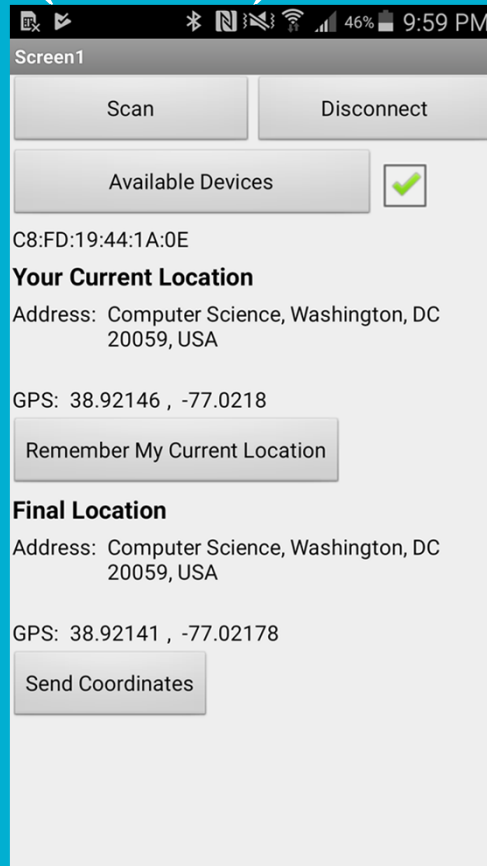 46% 9:59 PM
Screen1
Scan Disconnect
Available Devices
C8:FD:19:44:1A:0E
Your Current Location
Address: Computer Science, Washington, DC
20059, USA
GPS: 38.92146 , -77.0218
Remember My Current Location
Final Location
Address: Computer Science, Washington, DC
20059, USA
GPS: 38.92141 , -77.02178
Send Coordinates